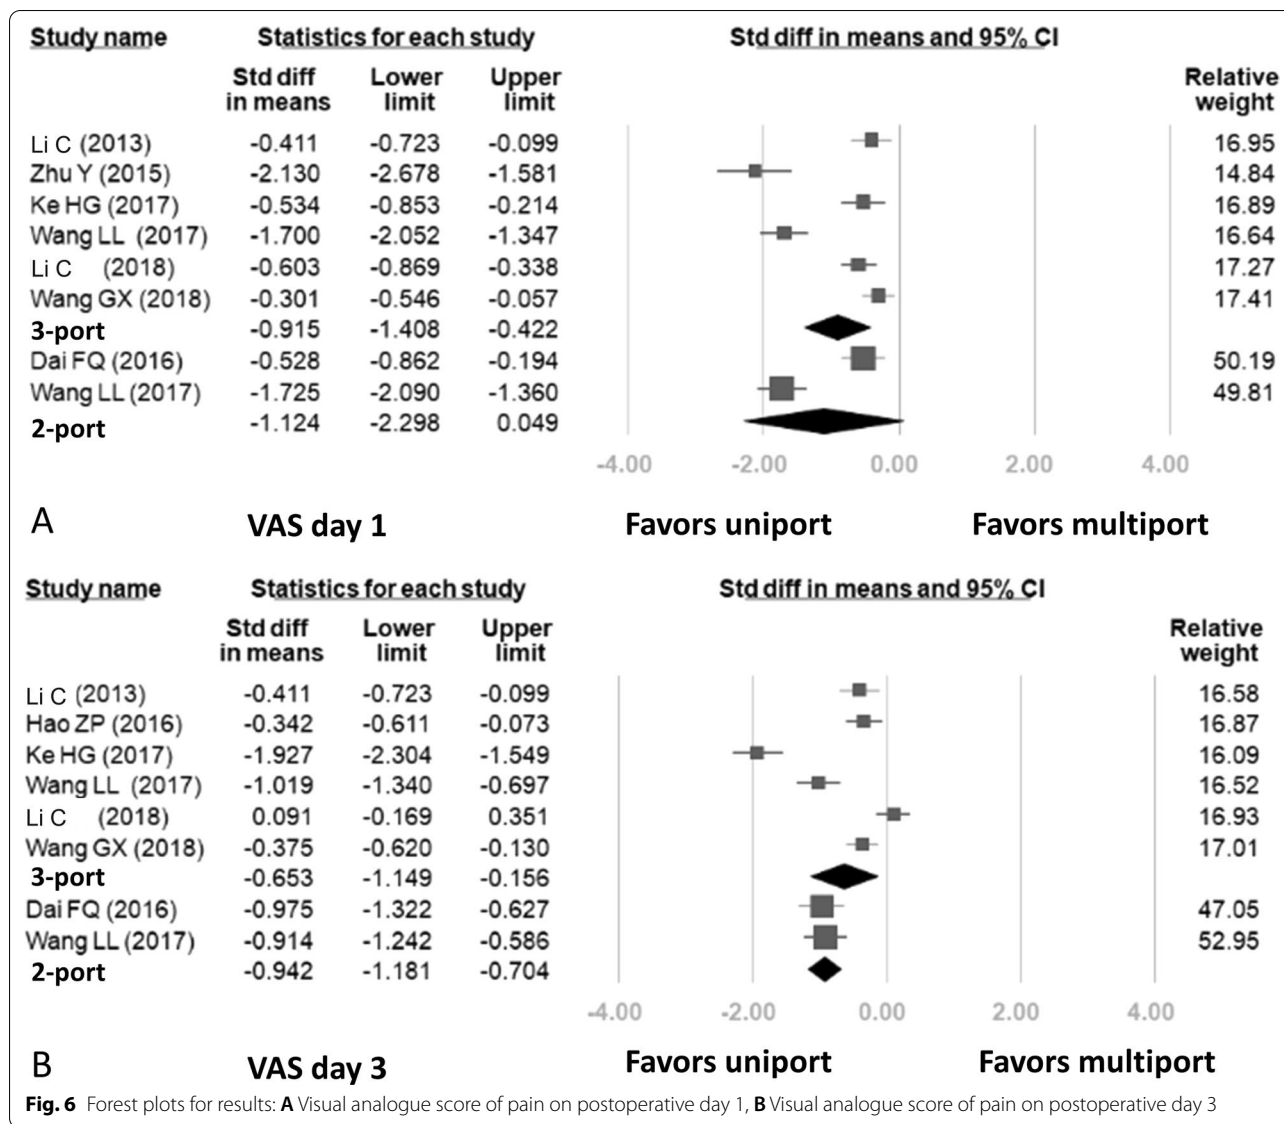 Study name Statistics for each study Std diff in means and 95% CI
Std diff in means Lower limit Upper limit Relative weight
Li C (2013) -0.411 -0.723 -0.099 16.95
Zhu Y (2015) -2.130 -2.678 -1.581 14.84
Ke HG (2017) -0.534 -0.853 -0.214 16.89
Wang LL (2017) -1.700 -2.052 -1.347 16.64
Li C (2018) -0.603 -0.869 -0.338 17.27
Wang GX (2018) -0.301 -0.546 -0.057 17.41
3-port -0.915 -1.408 -0.422
Dai FQ (2016) -0.528 -0.862 -0.194 50.19
Wang LL (2017) -1.725 -2.090 -1.360 49.81
2-port -1.124 -2.298 0.049
-4.00 -2.00 0.00 2.00 4.00
A VAS day 1 Favors uniport Favors multiport
Study name Statistics for each study Std diff in means and 95% CI
Std diff in means Lower limit Upper limit Relative weight
Li C (2013) -0.411 -0.723 -0.099 16.58
Hao ZP (2016) -0.342 -0.611 -0.073 16.87
Ke HG (2017) -1.927 -2.304 -1.549 16.09
Wang LL (2017) -1.019 -1.340 -0.697 16.52
Li C (2018) 0.091 -0.169 0.351 16.93
Wang GX (2018) -0.375 -0.620 -0.130 17.01
3-port -0.653 -1.149 -0.156
Dai FQ (2016) -0.975 -1.322 -0.627 47.05
Wang LL (2017) -0.914 -1.242 -0.586 52.95
2-port -0.942 -1.181 -0.704
-4.00 -2.00 0.00 2.00 4.00
B VAS day 3 Favors uniport Favors multiport
Fig. 6 Forest plots for results: A Visual analogue score of pain on postoperative day 1, B Visual analogue score of pain on postoperative day 3